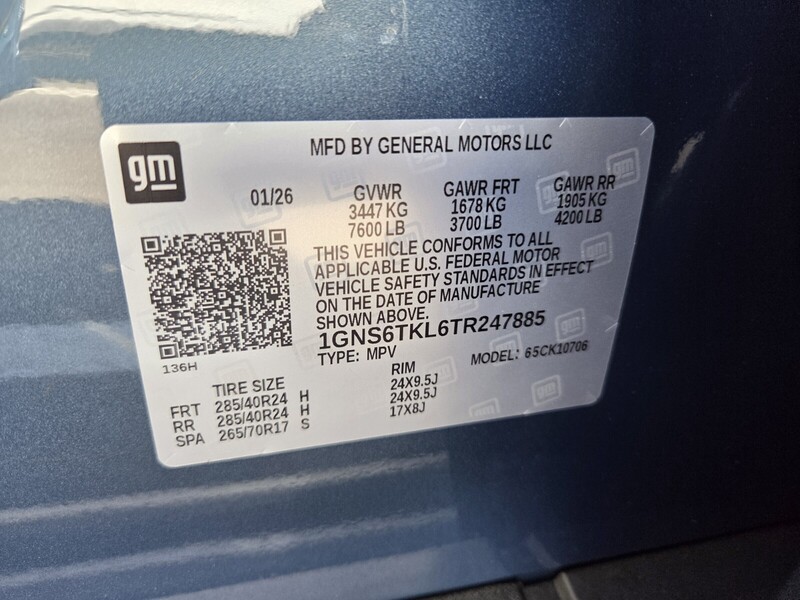 gm
MFD BY GENERAL MOTORS LLC
01/26
GVWR GAWR FRT GAWR RR
3447 KG 1678 KG 1905 KG
7600 LB 3700 LB 4200 LB
THIS VEHICLE CONFORMS TO ALL
APPLICABLE U.S. FEDERAL MOTOR
VEHICLE SAFETY STANDARDS IN EFFECT
ON THE DATE OF MANUFACTURE
SHOWN ABOVE.
1GNS6TKL6TR247885
TYPE: MPV MODEL: 65CK10706
136H
TIRE SIZE RIM
FRT 285/40R24 H 24X9.5J
RR 285/40R24 H 24X9.5J
SPA 265/70R17 S 17X8J